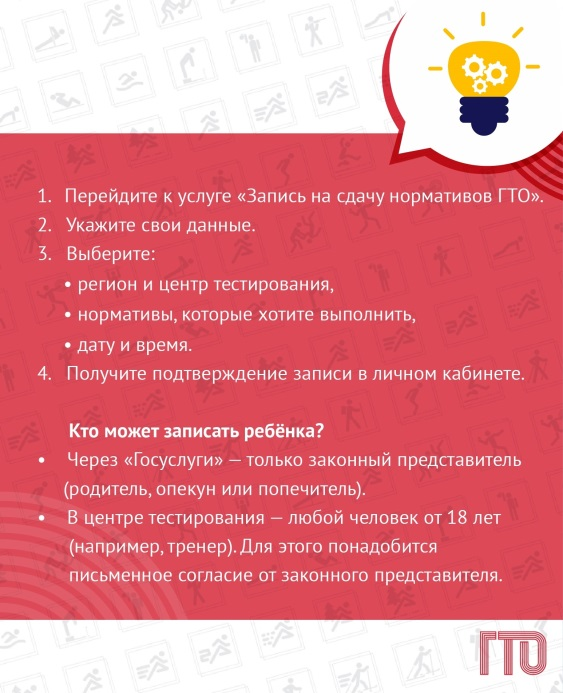 1. Перейдите к услуге «Запись на сдачу нормативов ГТО».
2. Укажите свои данные.
3. Выберите:
• регион и центр тестирования,
• нормативы, которые хотите выполнить,
• дату и время.
4. Получите подтверждение записи в личном кабинете.
Кто может записать ребёнка?
• Через «Госуслуги» — только законный представитель
(родитель, опекун или попечитель).
• В центре тестирования — любой человек от 18 лет
(например, тренер). Для этого понадобится
письменное согласие от законного представителя.
ГТО